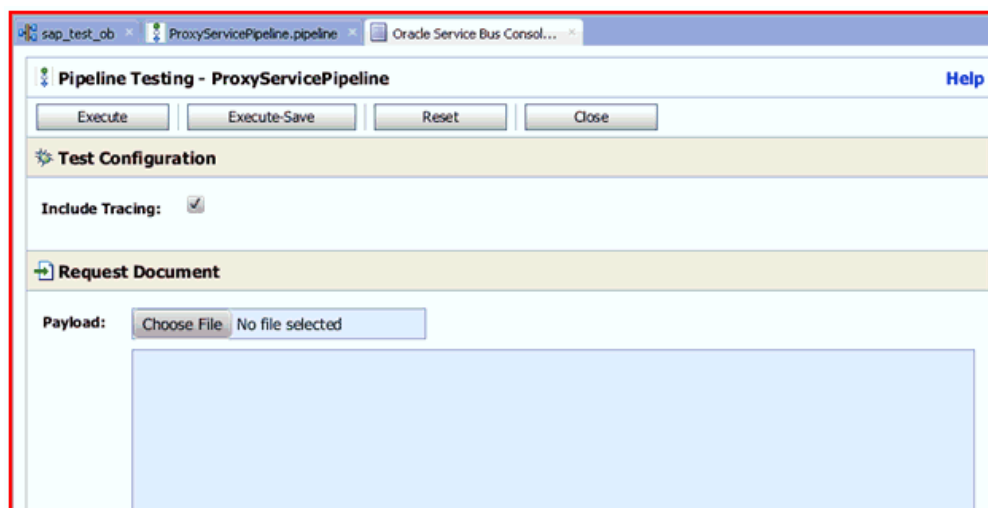 sap_test_ob ProxyServicePipeline.pipeline Oracle Service Bus Consol...
Pipeline Testing - ProxyServicePipeline Help
Execute Execute-Save Reset Close
Test Configuration
Include Tracing:
Request Document
Payload: Choose File No file selected